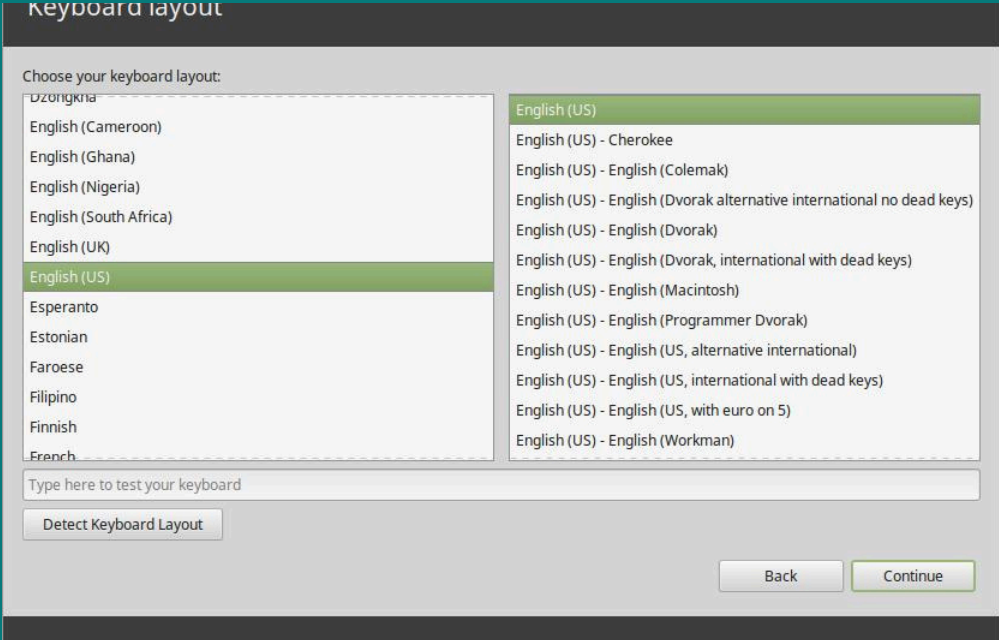 Keyboard layout
Choose your keyboard layout:
Dzongkha
English (Cameroon)
English (Ghana)
English (Nigeria)
English (South Africa)
English (UK)
English (US)
Esperanto
Estonian
Faroese
Filipino
Finnish
French
English (US)
English (US) - Cherokee
English (US) - English (Colemak)
English (US) - English (Dvorak alternative international no dead keys)
English (US) - English (Dvorak)
English (US) - English (Dvorak, international with dead keys)
English (US) - English (Macintosh)
English (US) - English (Programmer Dvorak)
English (US) - English (US, alternative international)
English (US) - English (US, international with dead keys)
English (US) - English (US, with euro on 5)
English (US) - English (Workman)
Type here to test your keyboard
Detect Keyboard Layout
Back
Continue